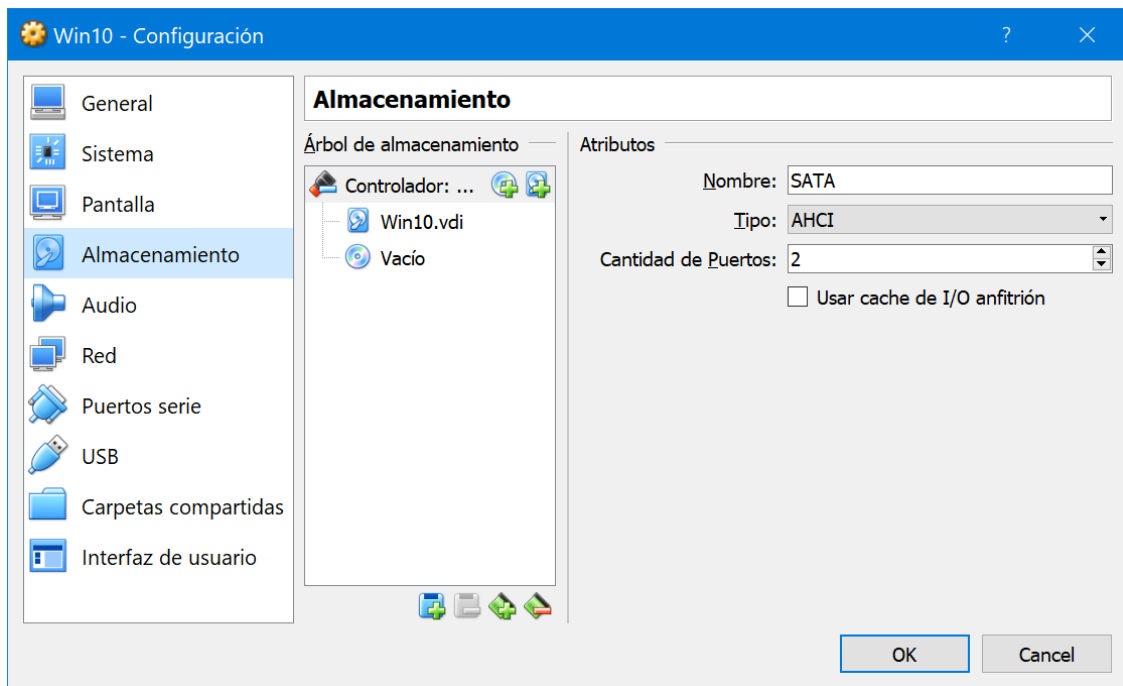 Win10 - Configuración
?
General
Sistema
Pantalla
Almacenamiento
Audio
Red
Puertos serie
USB
Carpetas compartidas
Interfaz de usuario
Almacenamiento
Árbol de almacenamiento
Controlador: ...
Win10.vdi
Vacío
Atributos
Nombre: SATA
Tipo: AHCI
Cantidad de Puertos: 2
Usar cache de I/O anfitrión
OK Cancel